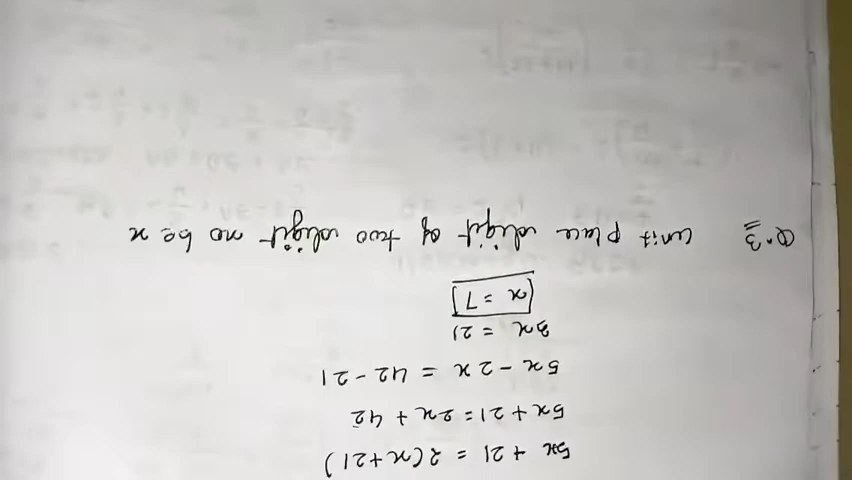 5x + 21 = 2(x+21)
5x + 21 = 2x + 42
5x - 2x = 42 - 21
3x = 21
x = 7
Q.3 unit place digit of two digit no be x